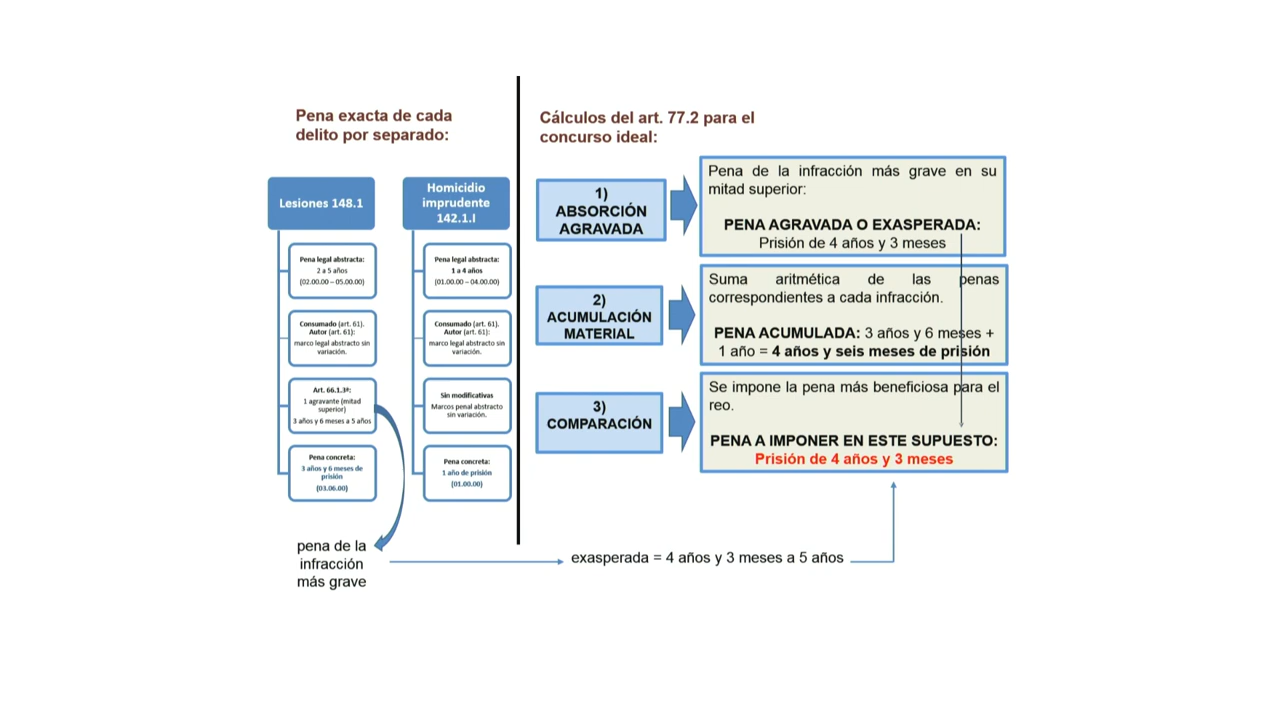 Pena exacta de cada
delito por separado:
Lesiones 148.1
Pena legal abstracta:
2 a 5 años
(02.00.00 – 05.00.00)
Consumado (art. 61).
Autor (art. 61):
marco legal abstracto sin
variación.
Art. 66.1.3ª:
1 agravante (mitad
superior)
3 años y 6 meses a 5 años
Pena concreta:
3 años y 6 meses de
prisión
(03.06.00)
Homicidio
imprudente
142.1.I
Pena legal abstracta:
1 a 4 años
(01.00.00 – 04.00.00)
Consumado (art. 61).
Autor (art. 61):
marco legal abstracto sin
variación.
Sin modificativas
Marcos penal abstracto
sin variación.
Pena concreta:
1 año de prisión
(01.00.00)
pena de la
infracción
más grave
Cálculos del art. 77.2 para el
concurso ideal:
1)
ABSORCIÓN
AGRAVADA
Pena de la infracción más grave en su
mitad superior:
PENA AGRAVADA O EXASPERADA:
Prisión de 4 años y 3 meses
2)
ACUMULACIÓN
MATERIAL
Suma aritmética de las penas
correspondientes a cada infracción.
PENA ACUMULADA: 3 años y 6 meses +
1 año = 4 años y seis meses de prisión
3)
COMPARACIÓN
Se impone la pena más beneficiosa para el
reo.
PENA A IMPONER EN ESTE SUPUESTO:
Prisión de 4 años y 3 meses
exasperada = 4 años y 3 meses a 5 años